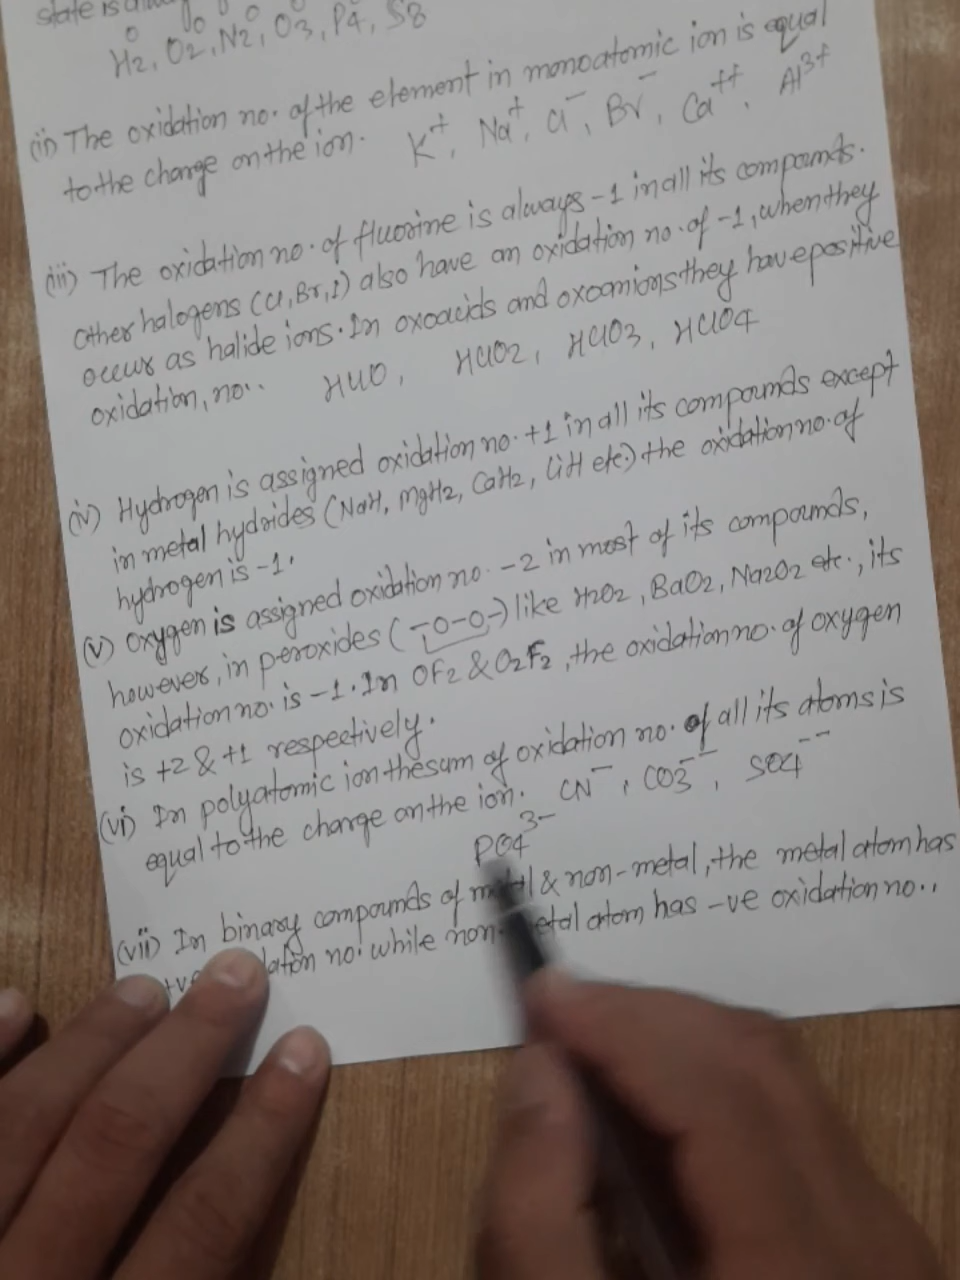 state is
0 0 0 0
H2, O2, N2, O3, P4, S8
(ii) The oxidation no. of the element in monoatomic ion is equal
to the charge on the ion. K+, Na+, Cl-, Br-, Ca++, Al3+
(iii) The oxidation no. of fluorine is always -1 in all its compounds.
Other halogens (Cl, Br, I) also have an oxidation no. of -1, when they
occur as halide ions. In oxoacids and oxoanions they have positive
oxidation, no.. HClO, HClO2, HClO3, HClO4
(iv) Hydrogen is assigned oxidation no. +1 in all its compounds except
in metal hydrides (NaH, MgH2, CaH2, LiH etc.) the oxidation no. of
hydrogen is -1.
(v) Oxygen is assigned oxidation no. -2 in most of its compounds,
however, in peroxides (-O-O-) like H2O2, BaO2, Na2O2 etc., its
oxidation no. is -1. In OF2 & O2F2, the oxidation no. of oxygen
is +2 & +1 respectively.
(vi) In polyatomic ion the sum of oxidation no. of all its atoms is
equal to the charge on the ion. CN-, CO3--, SO4--
PO4 3-
(vii) In binary compounds of metal & non-metal, the metal atom has
+ve no. while non- metal atom has -ve oxidation no..